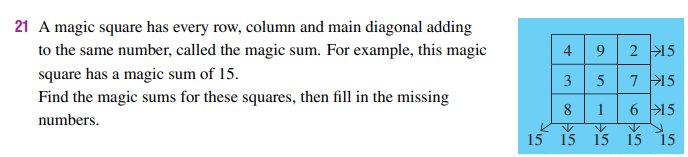 21 A magic square has every row, column and main diagonal adding
to the same number, called the magic sum. For example, this magic
square has a magic sum of 15.
Find the magic sums for these squares, then fill in the missing
numbers.
4 9 2 →15
3 5 7 →15
8 1 6 →15
15 15 15 15 15